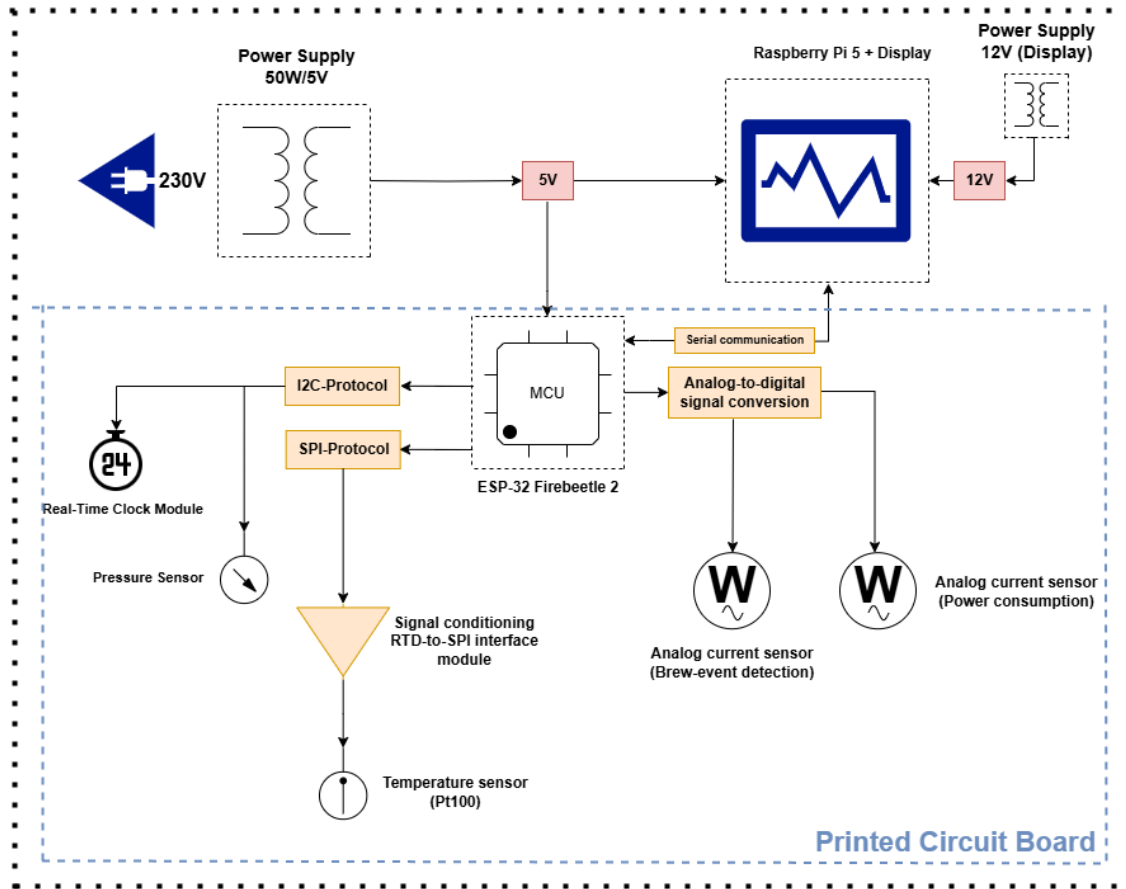 Power Supply
50W/5V
Raspberry Pi 5 + Display
Power Supply
12V (Display)
230V
5V
12V
Serial communication
I2C-Protocol
MCU
Analog-to-digital
signal conversion
SPI-Protocol
24
ESP-32 Firebeetle 2
Real-Time Clock Module
Pressure Sensor
W
W
Analog current sensor
(Power consumption)
Signal conditioning
RTD-to-SPI interface
module
Analog current sensor
(Brew-event detection)
Temperature sensor
(Pt100)
Printed Circuit Board